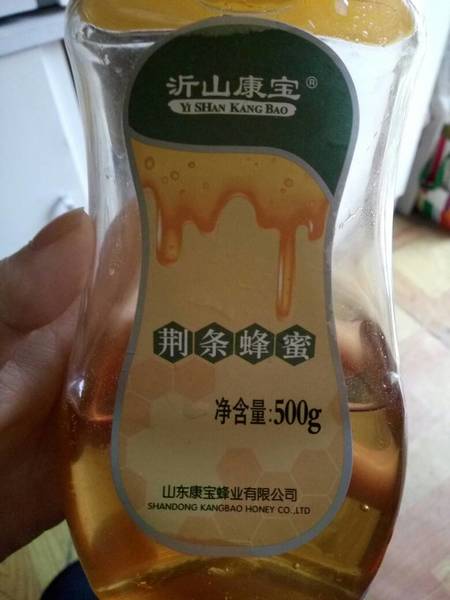 沂山康宝®
YI SHAN KANG BAO
荆条蜂蜜
净含量:500g
山东康宝蜂业有限公司
SHANDONG KANGBAO HONEY CO.,LTD